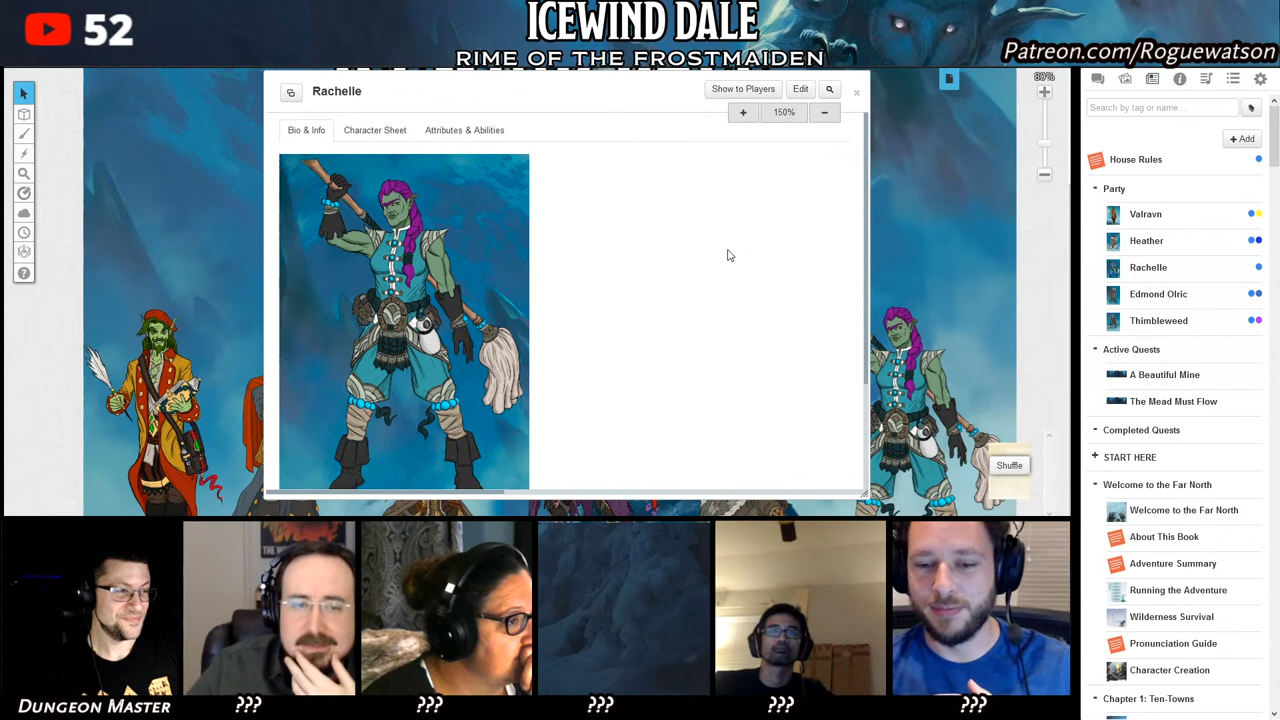 52
ICEWIND DALE
RIME OF THE FROSTMAIDEN
Patreon.com/Roguewatson
Rachelle
Show to Players
Edit
150%
Bio & Info
Character Sheet
Attributes & Abilities
80%
Search by tag or name...
+ Add
House Rules
Party
Valravn
Heather
Rachelle
Edmond Olric
Thimbleweed
Active Quests
A Beautiful Mine
The Mead Must Flow
Completed Quests
START HERE
Welcome to the Far North
Welcome to the Far North
About This Book
Adventure Summary
Running the Adventure
Wilderness Survival
Pronunciation Guide
Character Creation
Chapter 1: Ten-Towns
Shuffle
DUNGEON MASTER
???
???
???
???
???